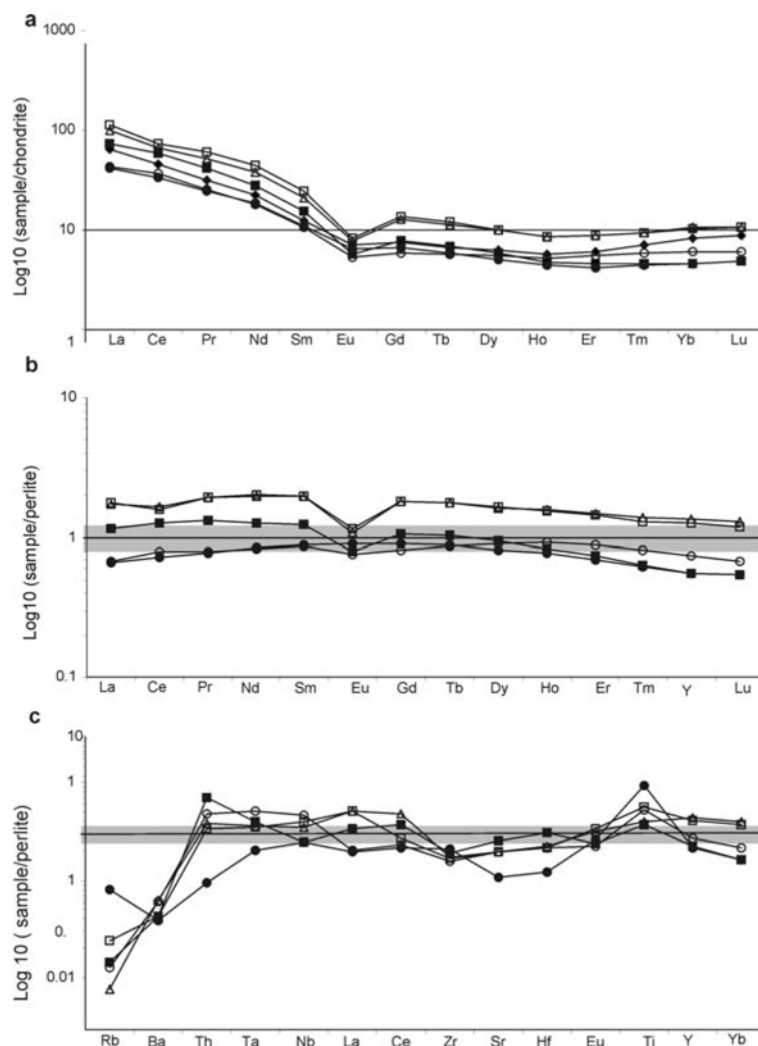 a
1000
100
10
1
Log10 (sample/chondrite)
La Ce Pr Nd Sm Eu Gd Tb Dy Ho Er Tm Yb Lu
b
10
1
0.1
Log10 (sample/perlite)
La Ce Pr Nd Sm Eu Gd Tb Dy Ho Er Tm Y Lu
c
10
1
1
0.
0.01
Log 10 ( sample/perlite)
Rb Ba Th Ta Nb La Ce Zr Sr Hf Eu Ti Y Yb